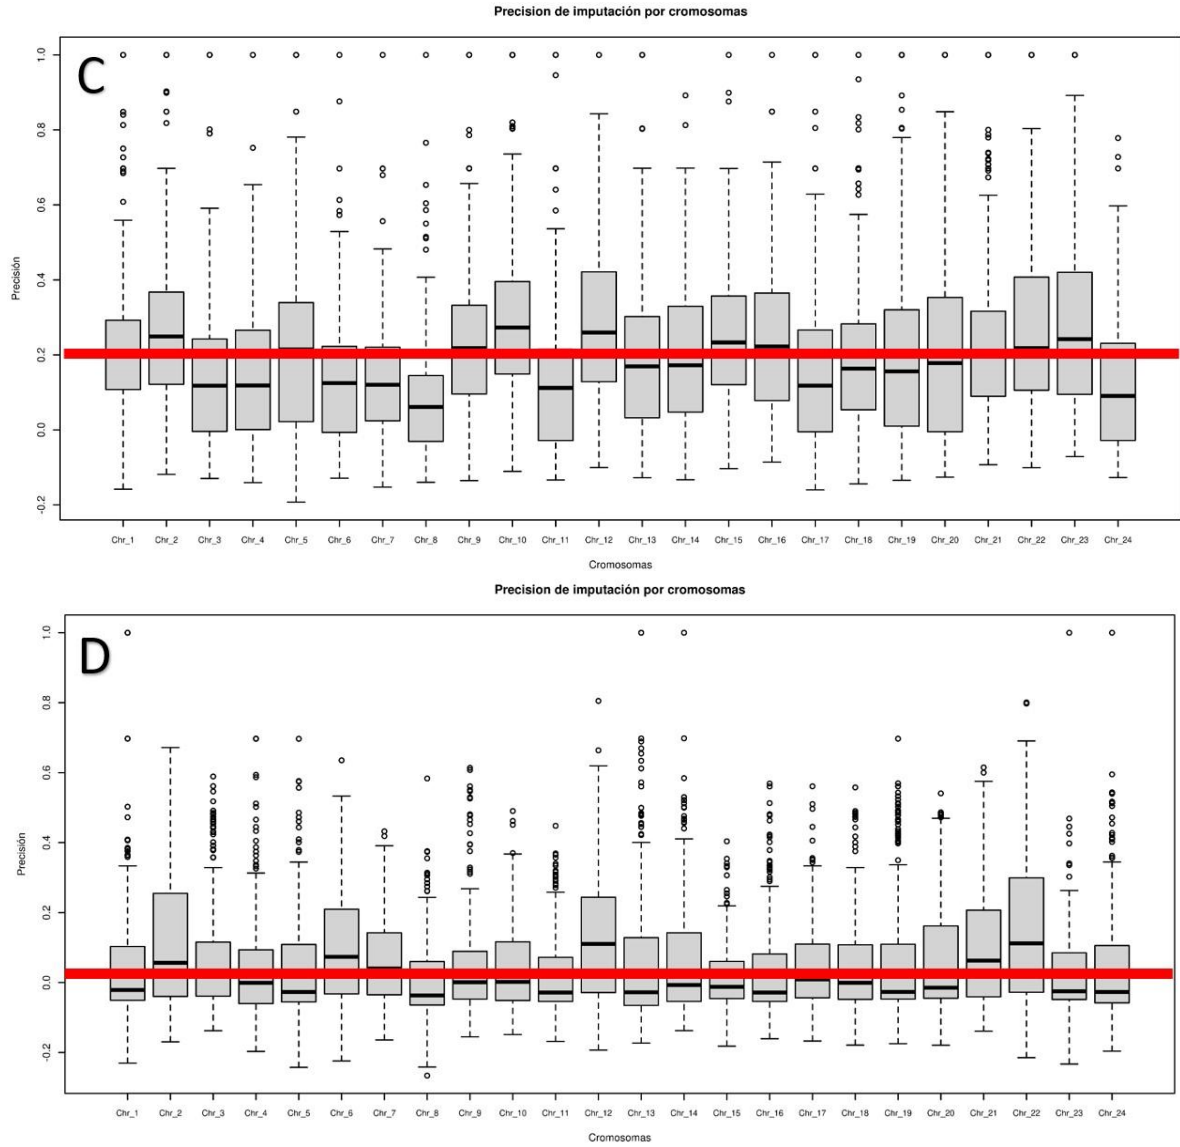 Precision de imputación por cromosomas
C
1.0
0.8
0.6
0.4
0.2
0.0
-0.2
Precisión
Chr_1 Chr_2 Chr_3 Chr_4 Chr_5 Chr_6 Chr_7 Chr_8 Chr_9 Chr_10 Chr_11 Chr_12 Chr_13 Chr_14 Chr_15 Chr_16 Chr_17 Chr_18 Chr_19 Chr_20 Chr_21 Chr_22 Chr_23 Chr_24
Cromosomas
Precision de imputación por cromosomas
D
1.0
0.8
0.6
0.4
0.2
0.0
-0.2
Precisión
Chr_1 Chr_2 Chr_3 Chr_4 Chr_5 Chr_6 Chr_7 Chr_8 Chr_9 Chr_10 Chr_11 Chr_12 Chr_13 Chr_14 Chr_15 Chr_16 Chr_17 Chr_18 Chr_19 Chr_20 Chr_21 Chr_22 Chr_23 Chr_24
Cromosomas